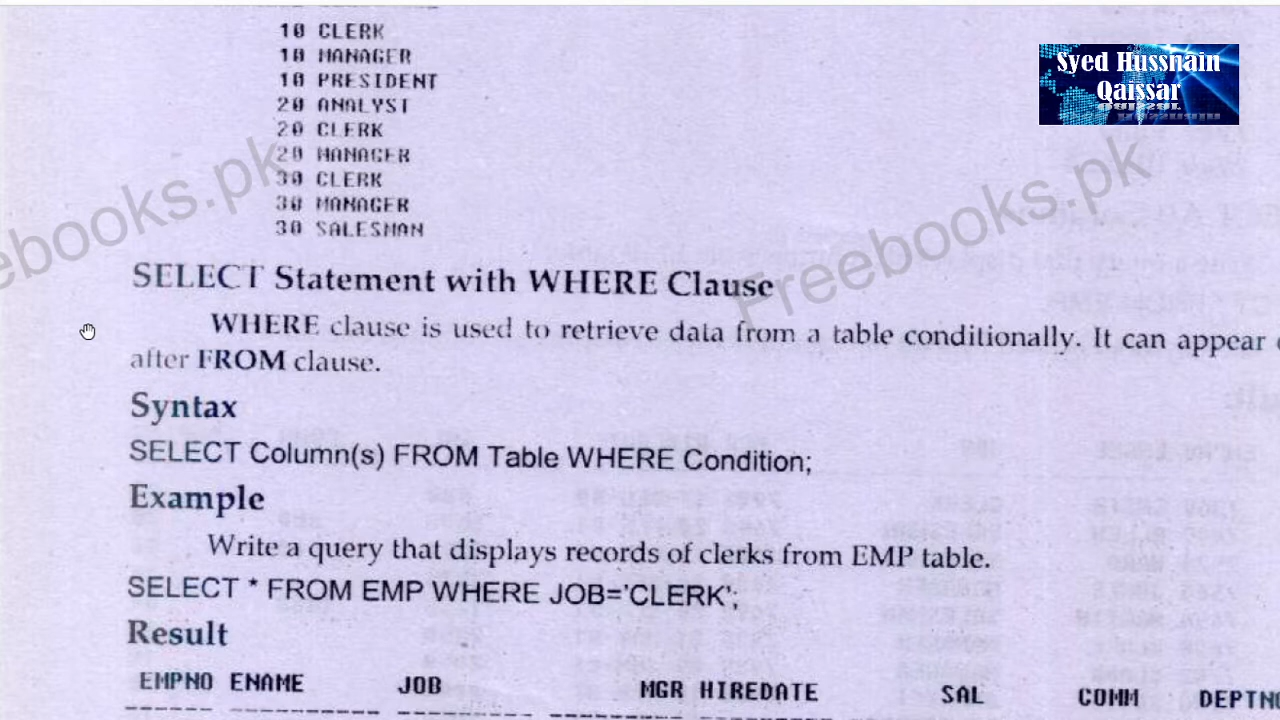 10 CLERK
10 MANAGER
10 PRESIDENT
20 ANALYST
20 CLERK
20 MANAGER
30 CLERK
30 MANAGER
30 SALESMAN
Syed Hussnain
Qaissar
ebooks.pk
Freebooks.pk
SELECT Statement with WHERE Clause
WHERE clause is used to retrieve data from a table conditionally. It can appear
after FROM clause.
Syntax
SELECT Column(s) FROM Table WHERE Condition;
Example
Write a query that displays records of clerks from EMP table.
SELECT * FROM EMP WHERE JOB='CLERK';
Result
EMPNO ENAME JOB MGR HIREDATE SAL COMM DEPTN